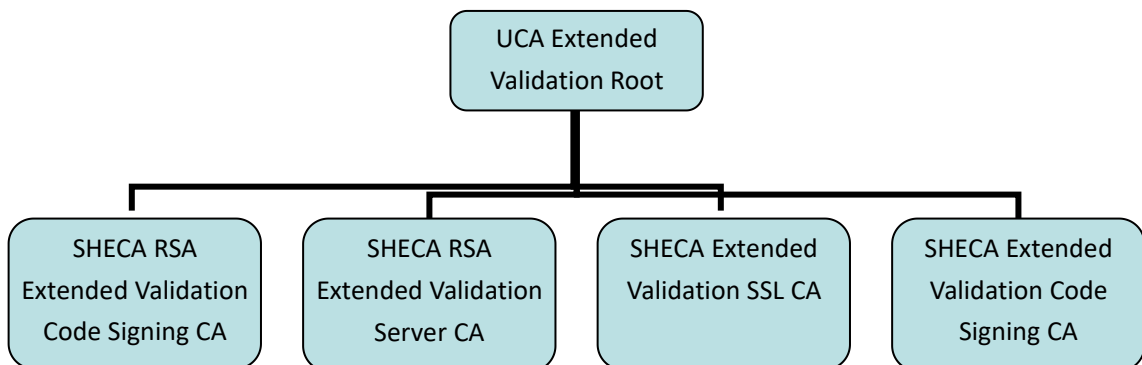 UCA Extended
Validation Root
SHECA RSA
Extended Validation
Code Signing CA
SHECA RSA
Extended Validation
Server CA
SHECA Extended
Validation SSL CA
SHECA Extended
Validation Code
Signing CA